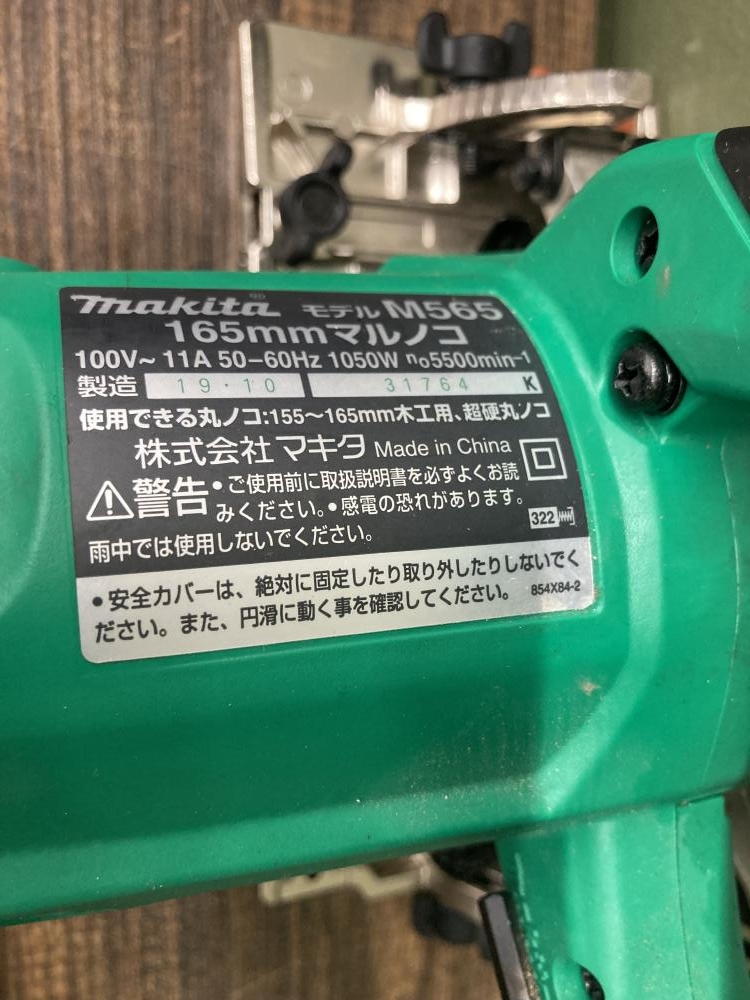 makita モデル M565
165mmマルノコ
100V～ 11A 50–60Hz 1050W n₀5500min⁻¹
製造 19・10 31764 K
使用できる丸ノコ:155～165mm木工用、超硬丸ノコ
株式会社マキタ Made in China
⚠警告 •ご使用前に取扱説明書を必ずよくお読
みください。•感電の恐れがあります。
雨中では使用しないでください。
322
•安全カバーは、絶対に固定したり取り外したりしないでく
ださい。また、円滑に動く事を確認してください。
854X84-2